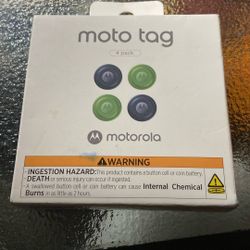 moto tag
4 pack
motorola
WARNING
• INGESTION HAZARD: This product contains a button cell or coin battery.
• DEATH or serious injury can occur if ingested.
• A swallowed button cell or coin battery can cause Internal Chemical
Burns in as little as 2 hours.